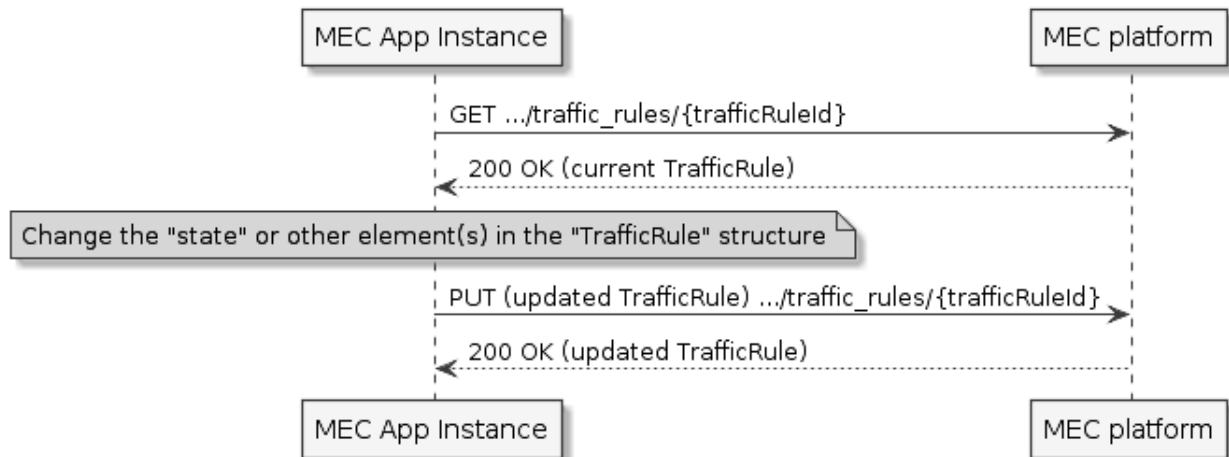 MEC App Instance
MEC platform
GET .../traffic_rules/{trafficRuleId}
200 OK (current TrafficRule)
Change the "state" or other element(s) in the "TrafficRule" structure
PUT (updated TrafficRule) .../traffic_rules/{trafficRuleId}
200 OK (updated TrafficRule)
MEC App Instance
MEC platform